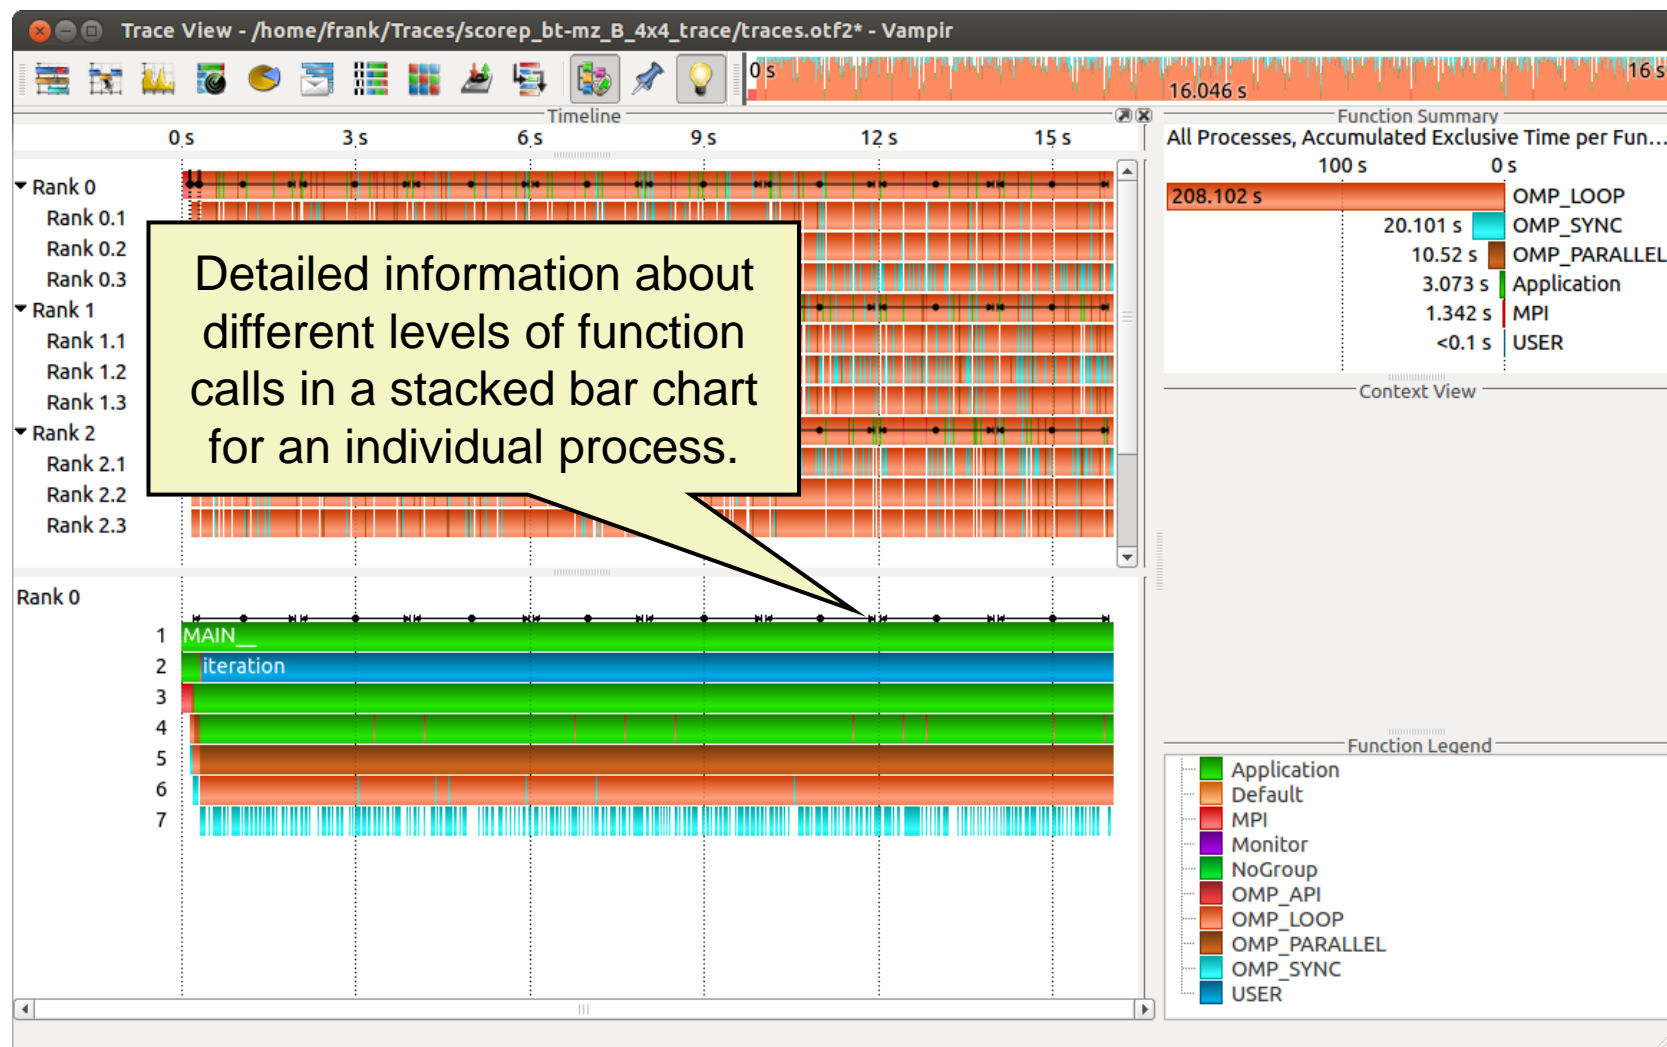 Trace View - /home/frank/Traces/scorep_bt-mz_B_4x4_trace/traces.otf2* - Vampir
0 s
16 s
16.046 s
Timeline
0 s 3 s 6 s 9 s 12 s 15 s
Rank 0
Rank 0.1
Rank 0.2
Rank 0.3
Rank 1
Rank 1.1
Rank 1.2
Rank 1.3
Rank 2
Rank 2.1
Rank 2.2
Rank 2.3
Detailed information about
different levels of function
calls in a stacked bar chart
for an individual process.
Rank 0
1 MAIN__
2 iteration
3
4
5
6
7
Function Summary
All Processes, Accumulated Exclusive Time per Fun...
100 s 0 s
208.102 s OMP_LOOP
20.101 s OMP_SYNC
10.52 s OMP_PARALLEL
3.073 s Application
1.342 s MPI
<0.1 s USER
Context View
Function Legend
Application
Default
MPI
Monitor
NoGroup
OMP_API
OMP_LOOP
OMP_PARALLEL
OMP_SYNC
USER